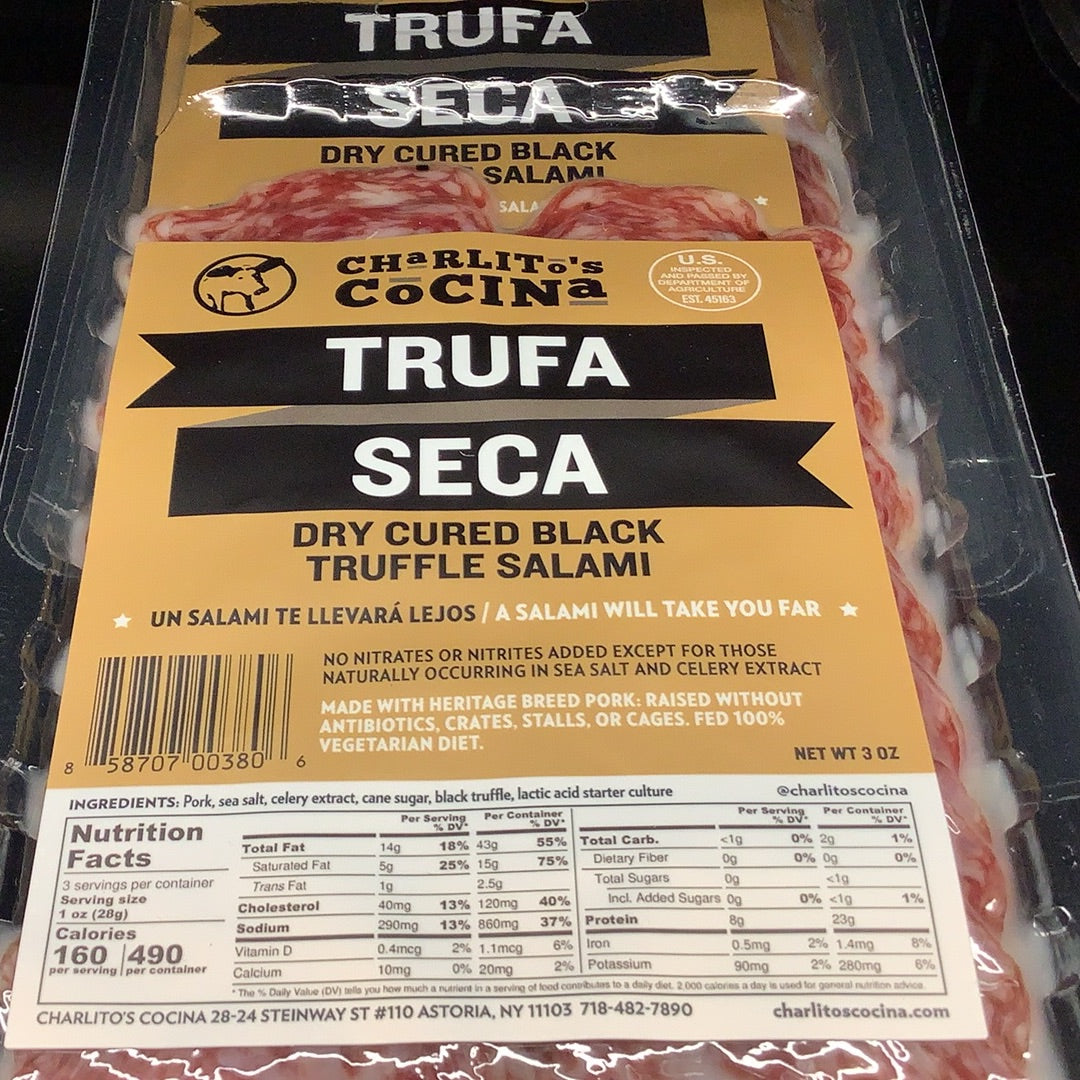 TRUFA
SECA
DRY CURED BLACK
SALAMI
SALA
CHaRLITo's
CoCINa
U.S.
INSPECTED
AND PASSED BY
DEPARTMENT OF
AGRICULTURE
EST. 45163
TRUFA
SECA
DRY CURED BLACK
TRUFFLE SALAMI
UN SALAMI TE LLEVARÁ LEJOS / A SALAMI WILL TAKE YOU FAR
NO NITRATES OR NITRITES ADDED EXCEPT FOR THOSE
NATURALLY OCCURRING IN SEA SALT AND CELERY EXTRACT
MADE WITH HERITAGE BREED PORK: RAISED WITHOUT
ANTIBIOTICS, CRATES, STALLS, OR CAGES. FED 100%
VEGETARIAN DIET.
8 58707 00380 6
NET WT 3 OZ
INGREDIENTS: Pork, sea salt, celery extract, cane sugar, black truffle, lactic acid starter culture
@charlitoscocina
Nutrition
Facts
3 servings per container
Serving size
1 oz (28g)
Calories
160 490
per serving per container
Per Serving Per Container
% DV* % DV*
Total Fat 14g 18% 43g 55%
Saturated Fat 5g 25% 15g 75%
Trans Fat 1g 2.5g
Cholesterol 40mg 13% 120mg 40%
Sodium 290mg 13% 860mg 37%
Vitamin D 0.4mcg 2% 1.1mcg 6%
Calcium 10mg 0% 20mg 2%
Per Serving Per Container
% DV* % DV*
Total Carb. <1g 0% 2g 1%
Dietary Fiber 0g 0% 0g 0%
Total Sugars 0g <1g
Incl. Added Sugars 0g 0% <1g 1%
Protein 8g 23g
Iron 0.5mg 2% 1.4mg 8%
Potassium 90mg 2% 280mg 6%
* The % Daily Value (DV) tells you how much a nutrient in a serving of food contributes to a daily diet. 2,000 calories a day is used for general nutrition advice.
CHARLITO'S COCINA 28-24 STEINWAY ST #110 ASTORIA, NY 11103 718-482-7890
charlitoscocina.com